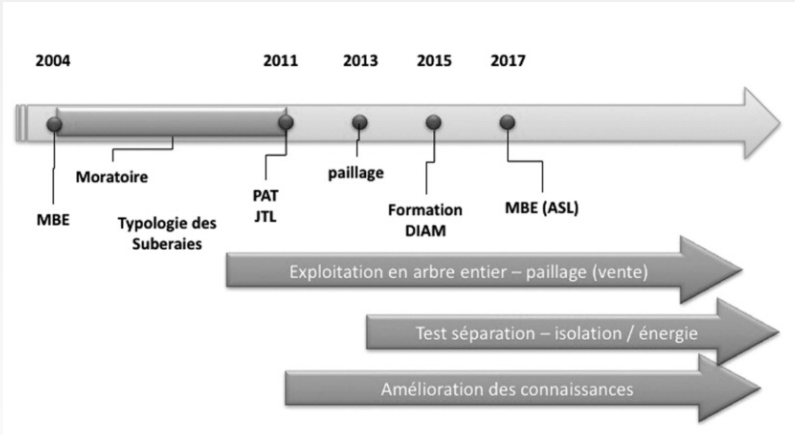 2004 2011 2013 2015 2017
Moratoire
paillage
MBE
Typologie des
Suberaies
PAT
JTL
Formation
DIAM
MBE (ASL)
Exploitation en arbre entier – paillage (vente)
Test séparation – isolation / énergie
Amélioration des connaissances